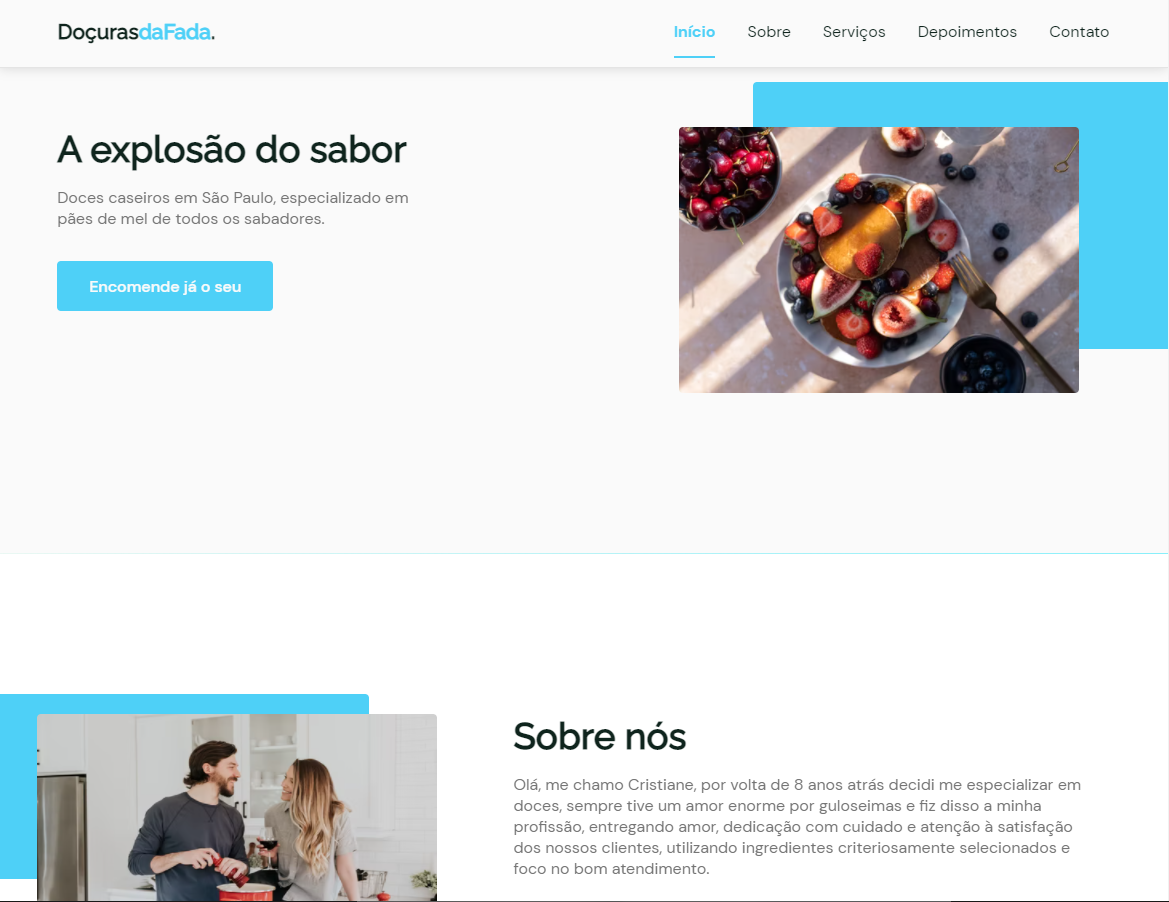 DoçurasdaFada.
Início Sobre Serviços Depoimentos Contato
A explosão do sabor
Doces caseiros em São Paulo, especializado em
pães de mel de todos os sabadores.
Encomende já o seu
Sobre nós
Olá, me chamo Cristiane, por volta de 8 anos atrás decidi me especializar em
doces, sempre tive um amor enorme por guloseimas e fiz disso a minha
profissão, entregando amor, dedicação com cuidado e atenção à satisfação
dos nossos clientes, utilizando ingredientes criteriosamente selecionados e
foco no bom atendimento.